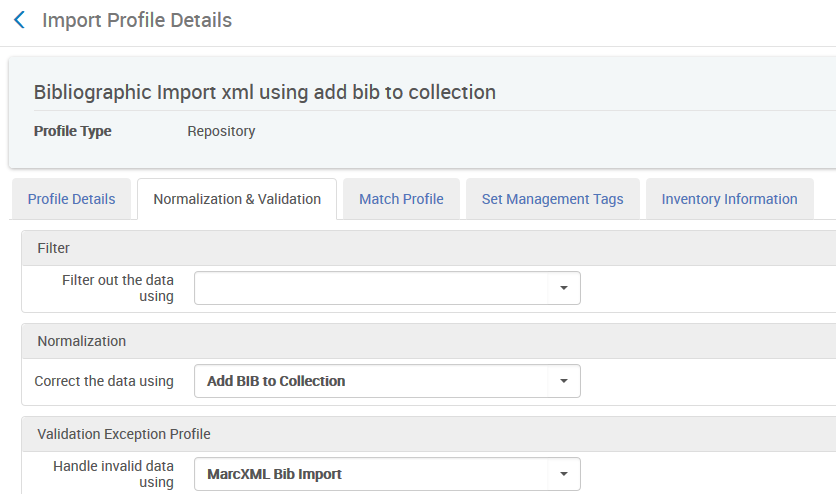 Import Profile Details
Bibliographic Import xml using add bib to collection
Profile Type Repository
Profile Details Normalization & Validation Match Profile Set Management Tags Inventory Information
Filter
Filter out the data
using
Normalization
Correct the data using Add BIB to Collection
Validation Exception Profile
Handle invalid data
using MarcXML Bib Import